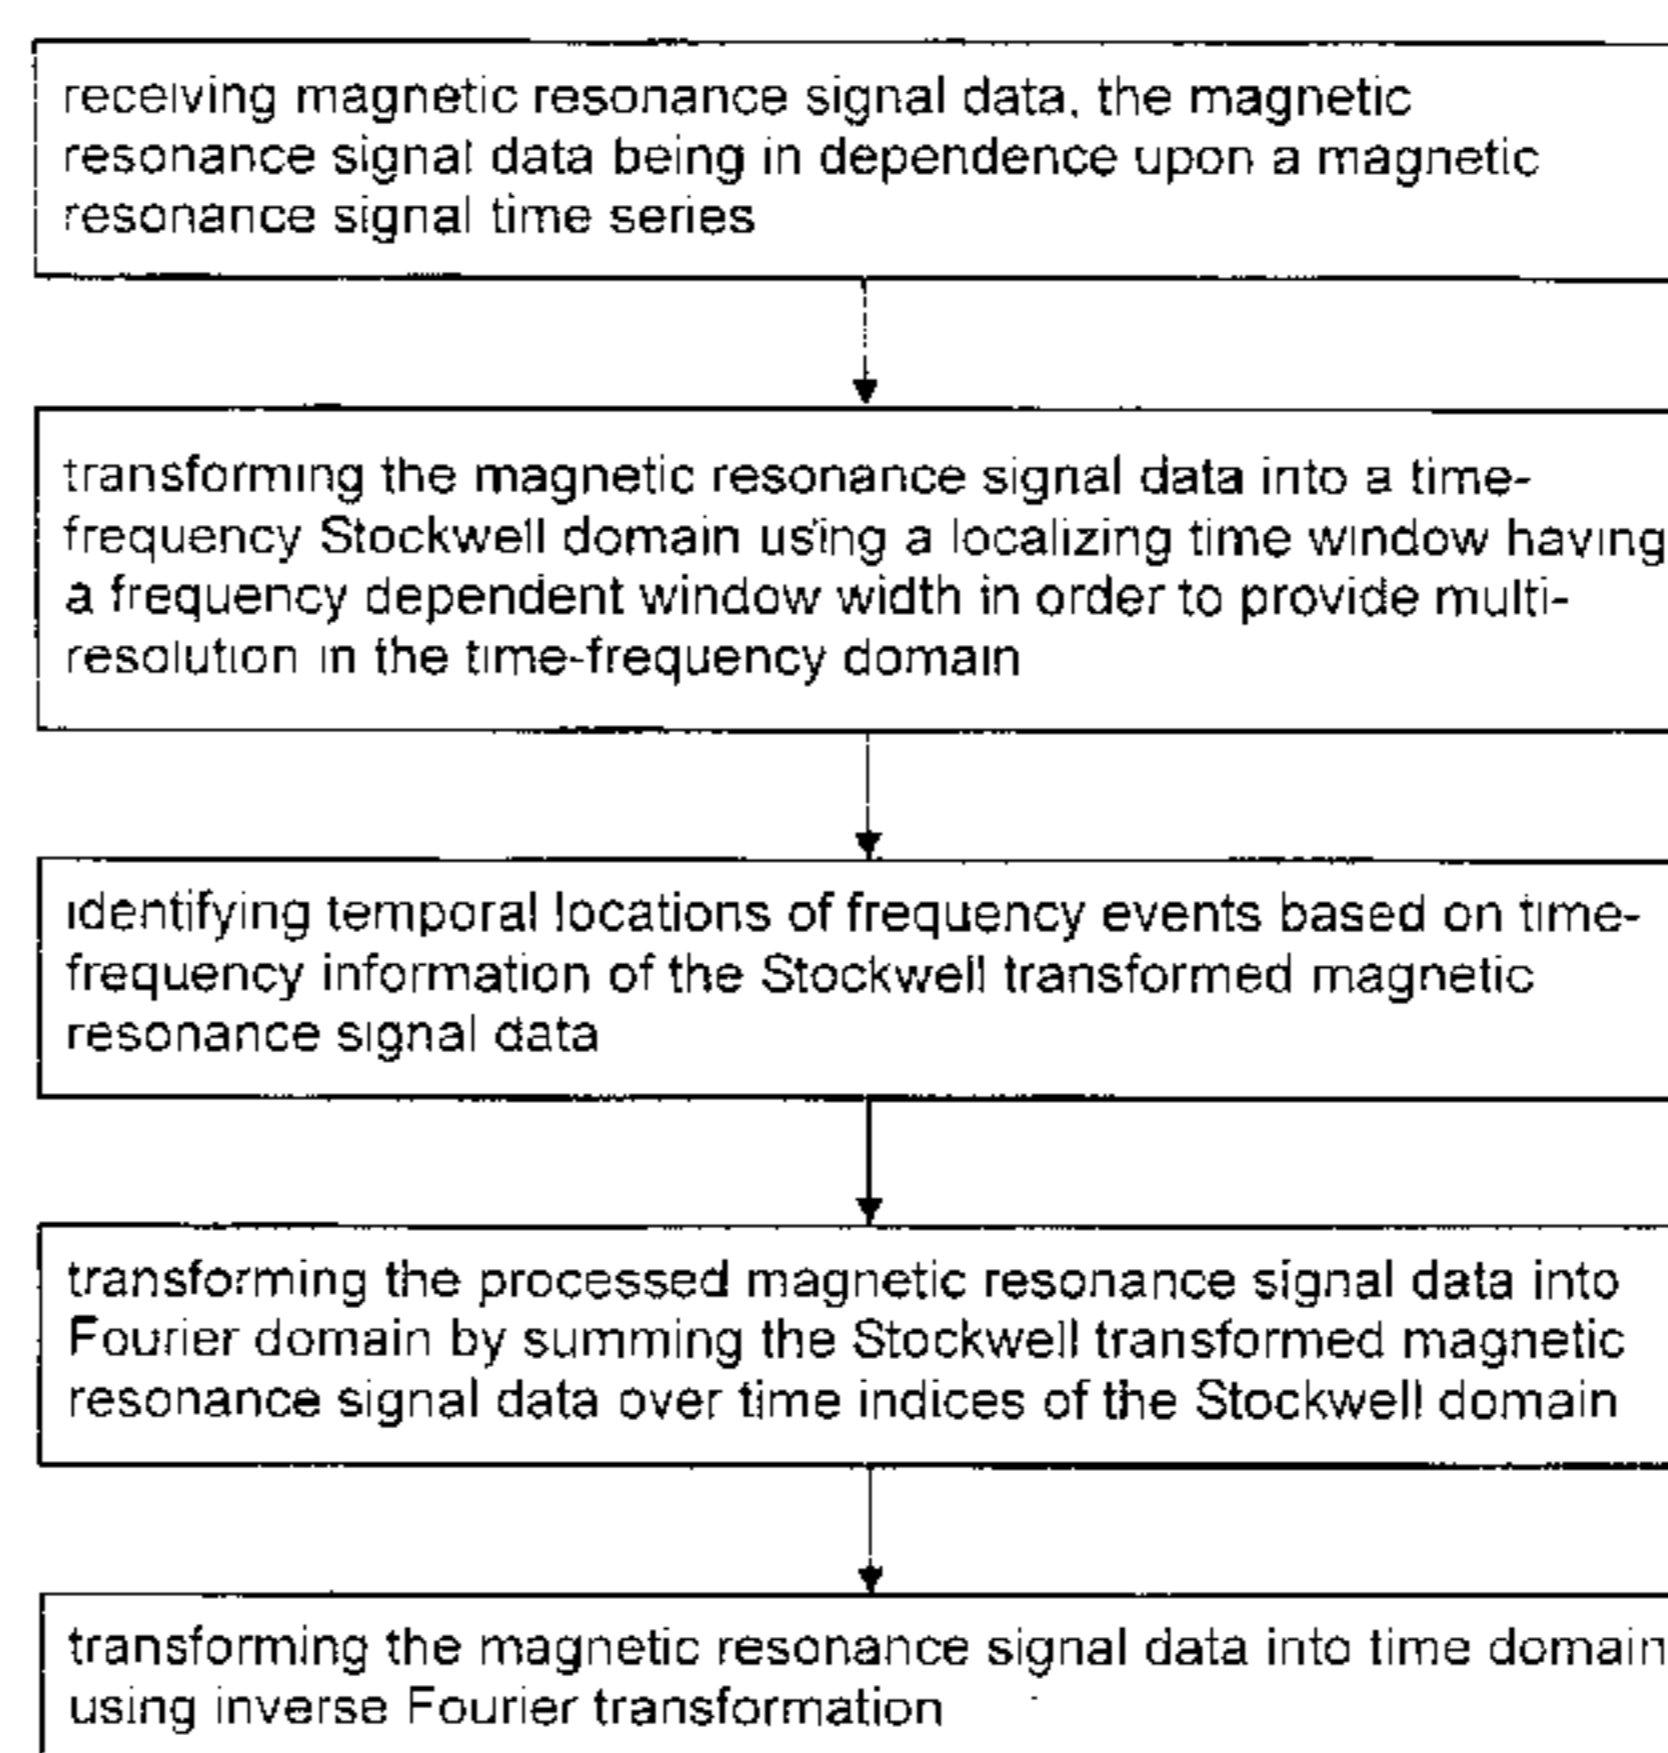 receiving magnetic resonance signal data, the magnetic
resonance signal data being in dependence upon a magnetic
resonance signal time series
transforming the magnetic resonance signal data into a time-
frequency Stockwell domain using a localizing time window having
a frequency dependent window width in order to provide multi-
resolution in the time-frequency domain
identifying temporal locations of frequency events based on time-
frequency information of the Stockwell transformed magnetic
resonance signal data
transforming the processed magnetic resonance signal data into
Fourier domain by summing the Stockwell transformed magnetic
resonance signal data over time indices of the Stockwell domain
transforming the magnetic resonance signal data into time domain
using inverse Fourier transformation